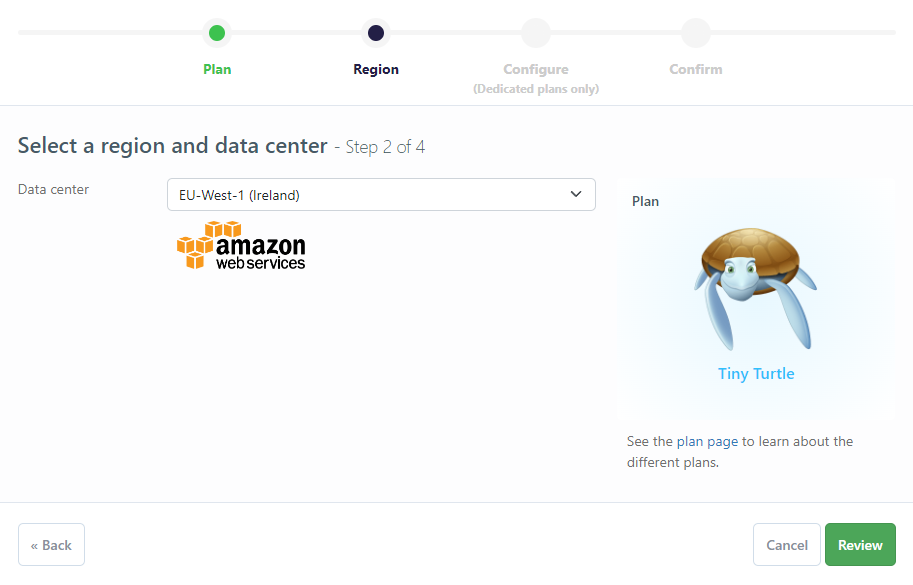 Plan
Region
Configure
(Dedicated plans only)
Confirm
Select a region and data center - Step 2 of 4
Data center
EU-West-1 (Ireland)
amazon
webservices
Plan
Tiny Turtle
See the plan page to learn about the
different plans.
« Back
Cancel
Review